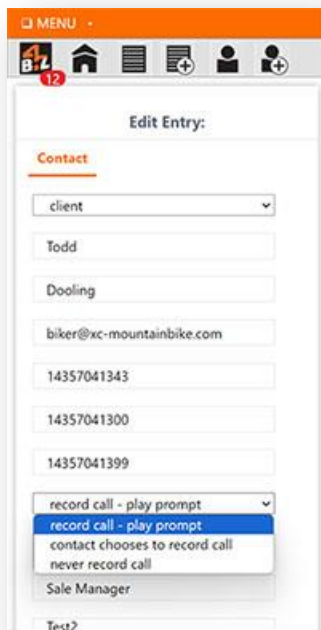 MENU
12
Edit Entry:
Contact
client
Todd
Dooling
biker@xc-mountainbike.com
14357041343
14357041300
14357041399
record call - play prompt
record call - play prompt
contact chooses to record call
never record call
Sale Manager
Test2